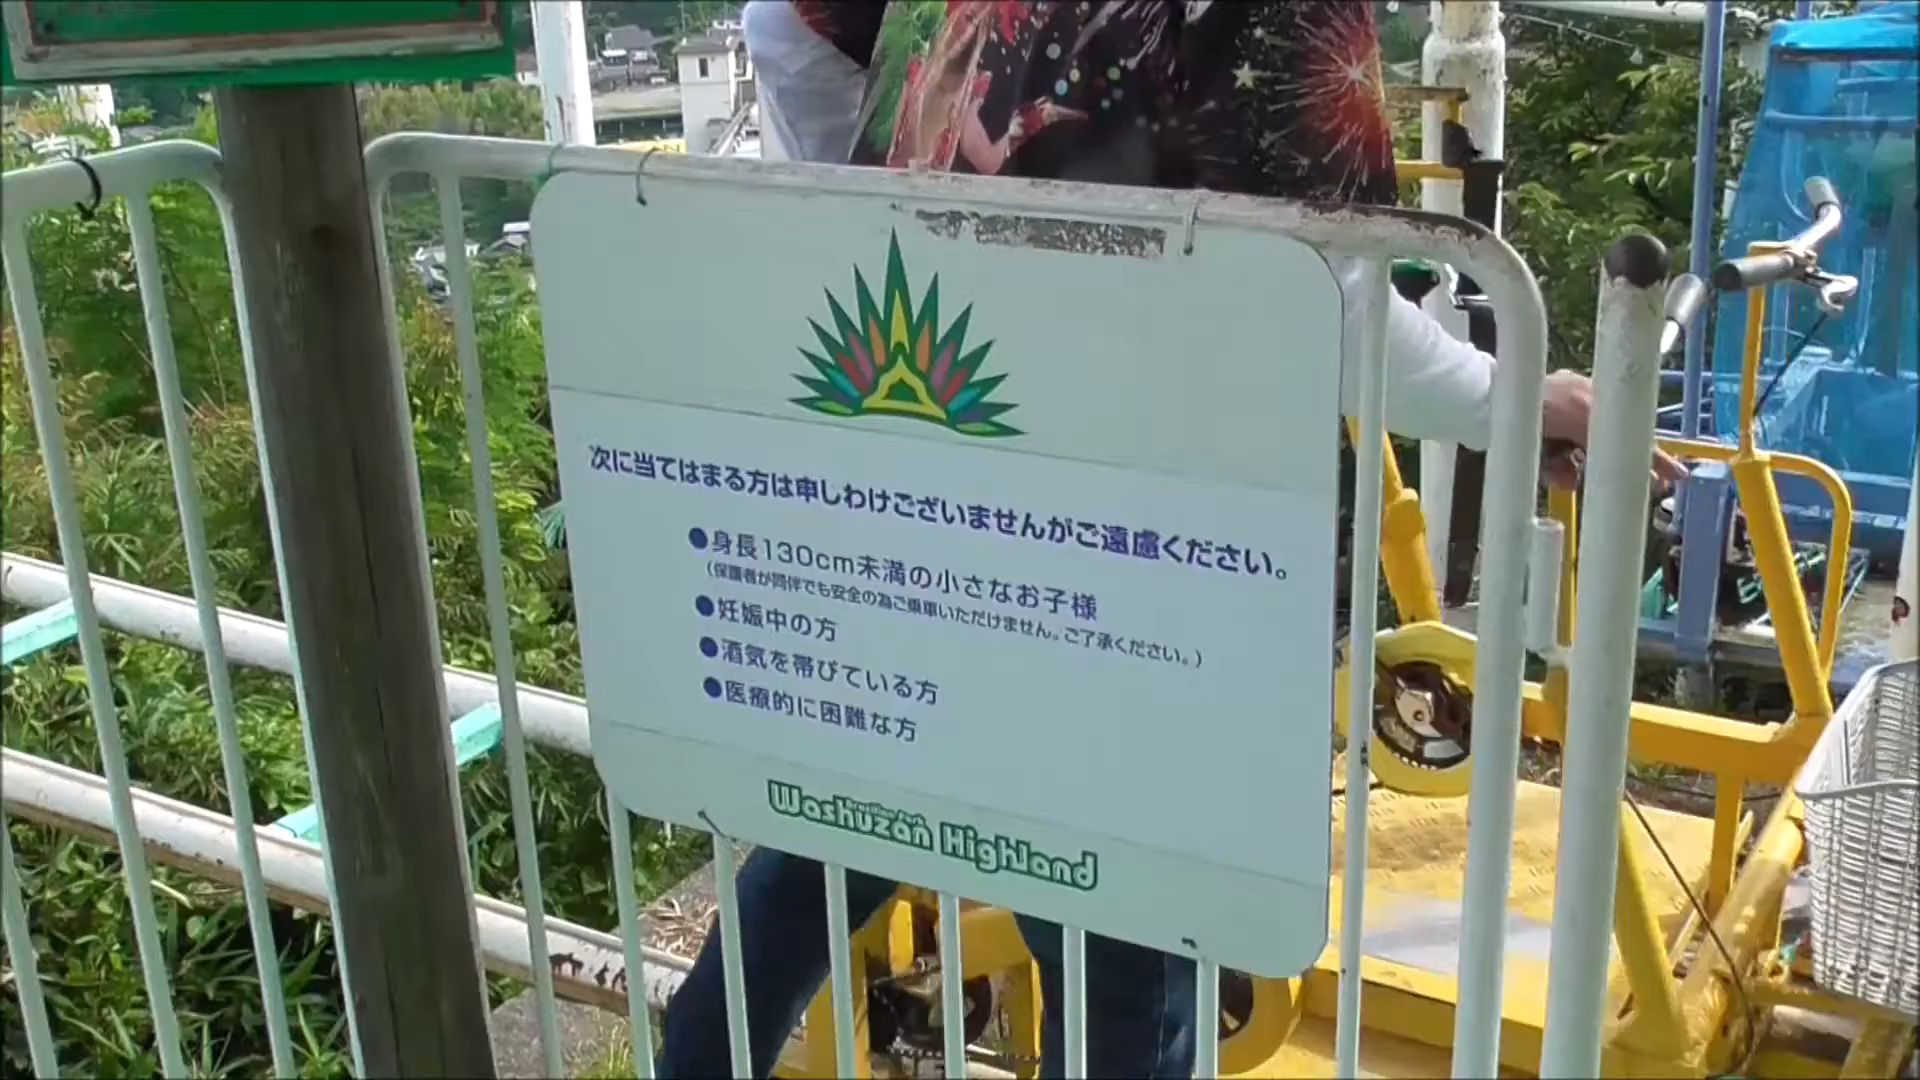 次に当てはまる方は申しわけございませんがご遠慮ください。
●身長130cm未満の小さなお子様
(保護者が同伴でも安全の為ご乗車いただけません。ご了承ください。)
●妊娠中の方
●酒気を帯びている方
●医療的に困難な方
Brazilian Park
Washuzan Highland